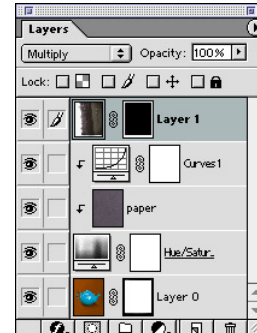 Layers
Multiply Opacity: 100%
Lock:
Layer 1
Curves1
paper
Hue/Satur..
Layer 0